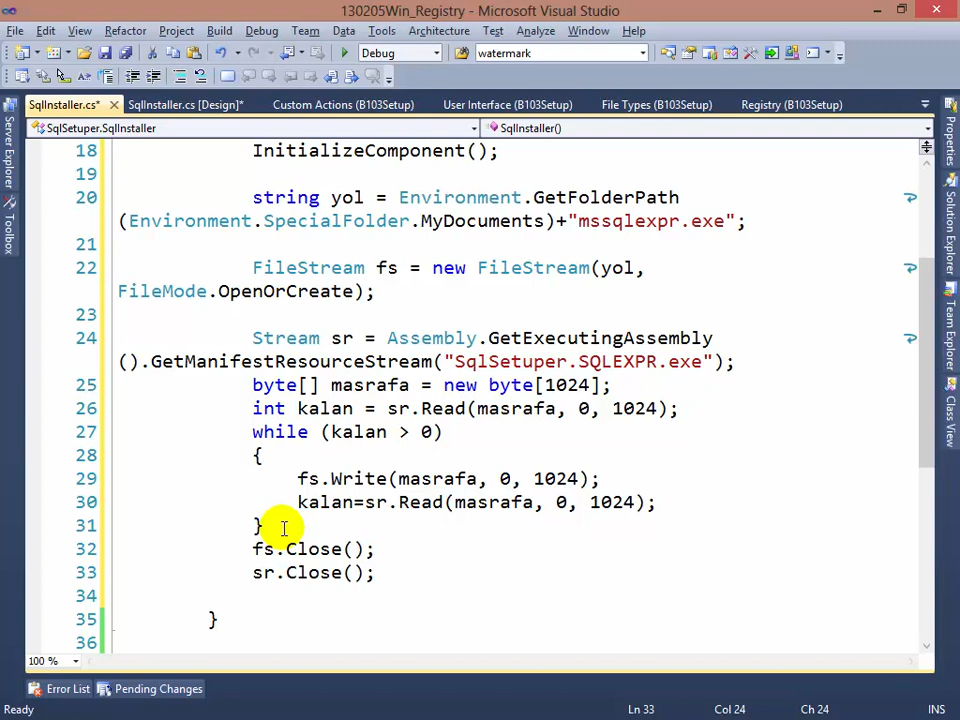 130205Win_Registry - Microsoft Visual Studio
File Edit View Refactor Project Build Debug Team Data Tools Architecture Test Analyze Window Help
Debug watermark
SqlInstaller.cs* SqlInstaller.cs [Design]* Custom Actions (B103Setup) User Interface (B103Setup) File Types (B103Setup) Registry (B103Setup)
SqlSetuper.SqlInstaller SqlInstaller()
18 InitializeComponent();
19
20 string yol = Environment.GetFolderPath
(Environment.SpecialFolder.MyDocuments)+"mssqlexpr.exe";
21
22 FileStream fs = new FileStream(yol,
FileMode.OpenOrCreate);
23
24 Stream sr = Assembly.GetExecutingAssembly
().GetManifestResourceStream("SqlSetuper.SQLEXPR.exe");
25 byte[] masrafa = new byte[1024];
26 int kalan = sr.Read(masrafa, 0, 1024);
27 while (kalan > 0)
28 {
29 fs.Write(masrafa, 0, 1024);
30 kalan=sr.Read(masrafa, 0, 1024);
31 }
32 fs.Close();
33 sr.Close();
34
35 }
36
100 %
Server Explorer
Toolbox
Properties
Solution Explorer
Team Explorer
Class View
Error List Pending Changes
Ready Ln 33 Col 24 Ch 24 INS